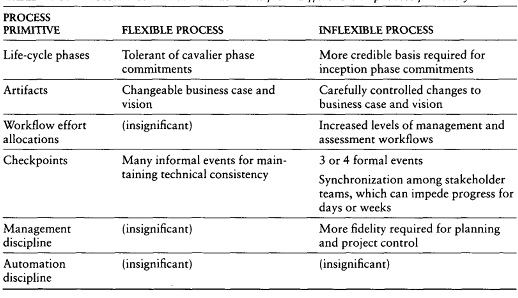 PROCESS
PRIMITIVE FLEXIBLE PROCESS INFLEXIBLE PROCESS
Life-cycle phases Tolerant of cavalier phase More credible basis required for
commitments inception phase commitments
Artifacts Changeable business case and Carefully controlled changes to
vision business case and vision
Workflow effort (insignificant) Increased levels of management and
allocations assessment workflows
Checkpoints Many informal events for main- 3 or 4 formal events
taining technical consistency
Synchronization among stakeholder
teams, which can impede progress for
days or weeks
Management (insignificant) More fidelity required for planning
discipline and project control
Automation (insignificant) (insignificant)
discipline